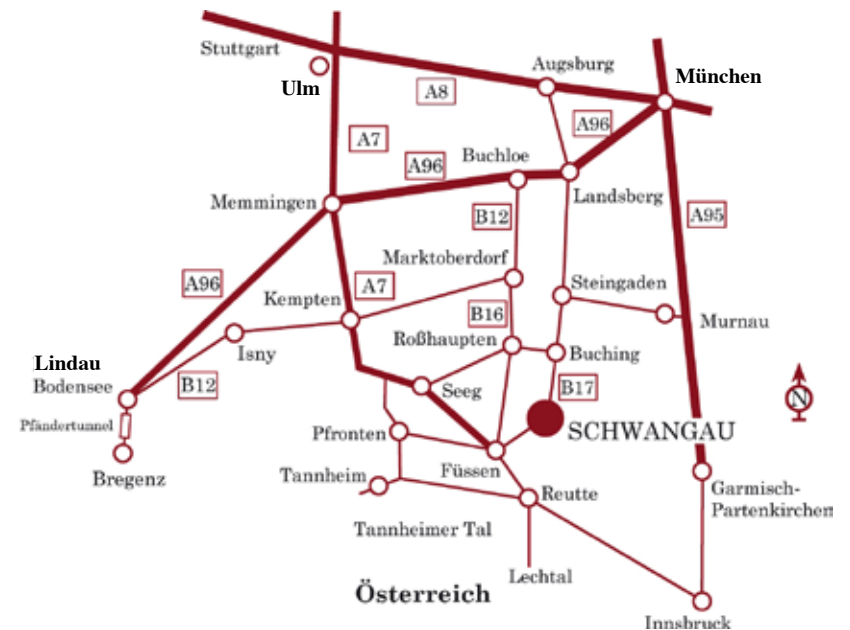 Stuttgart
Ulm
Augsburg
München
A8
A96
A7
Buchloe
A96
Memmingen
Landsberg
B12
A95
Marktoberdorf
A96
Kempten
A7
Steingaden
B16
Murnau
Roßhaupten
Isny
Buching
Lindau
Bodensee
B12
Seeg
B17
N
Pfändertunnel
Pfronten
SCHWANGAU
Bregenz
Tannheim
Füssen
Reutte
Garmisch-
Partenkirchen
Tannheimer Tal
Lechtal
Österreich
Innsbruck